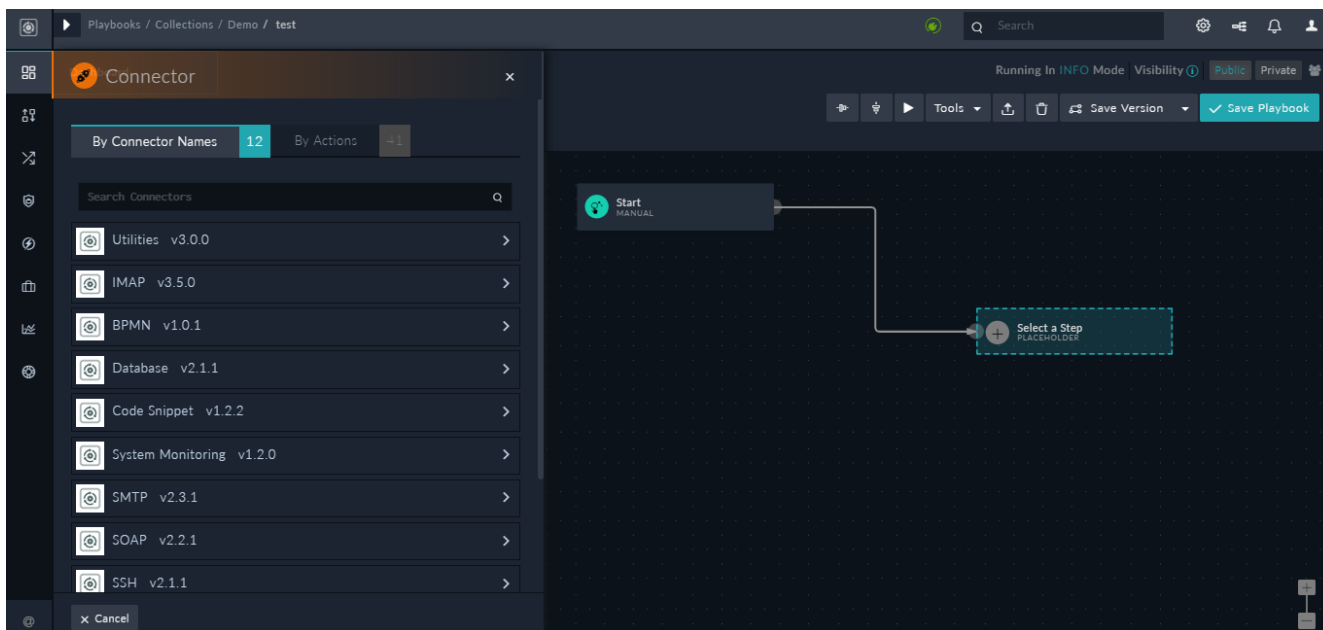 Playbooks / Collections / Demo / test
Search
Connector
Running In INFO Mode Visibility Public Private
Tools Save Version Save Playbook
By Connector Names 12 By Actions 41
Search Connectors
Start
MANUAL
Utilities v3.0.0
IMAP v3.5.0
BPMN v1.0.1
Select a Step
PLACEHOLDER
Database v2.1.1
Code Snippet v1.2.2
System Monitoring v1.2.0
SMTP v2.3.1
SOAP v2.2.1
SSH v2.1.1
× Cancel
@